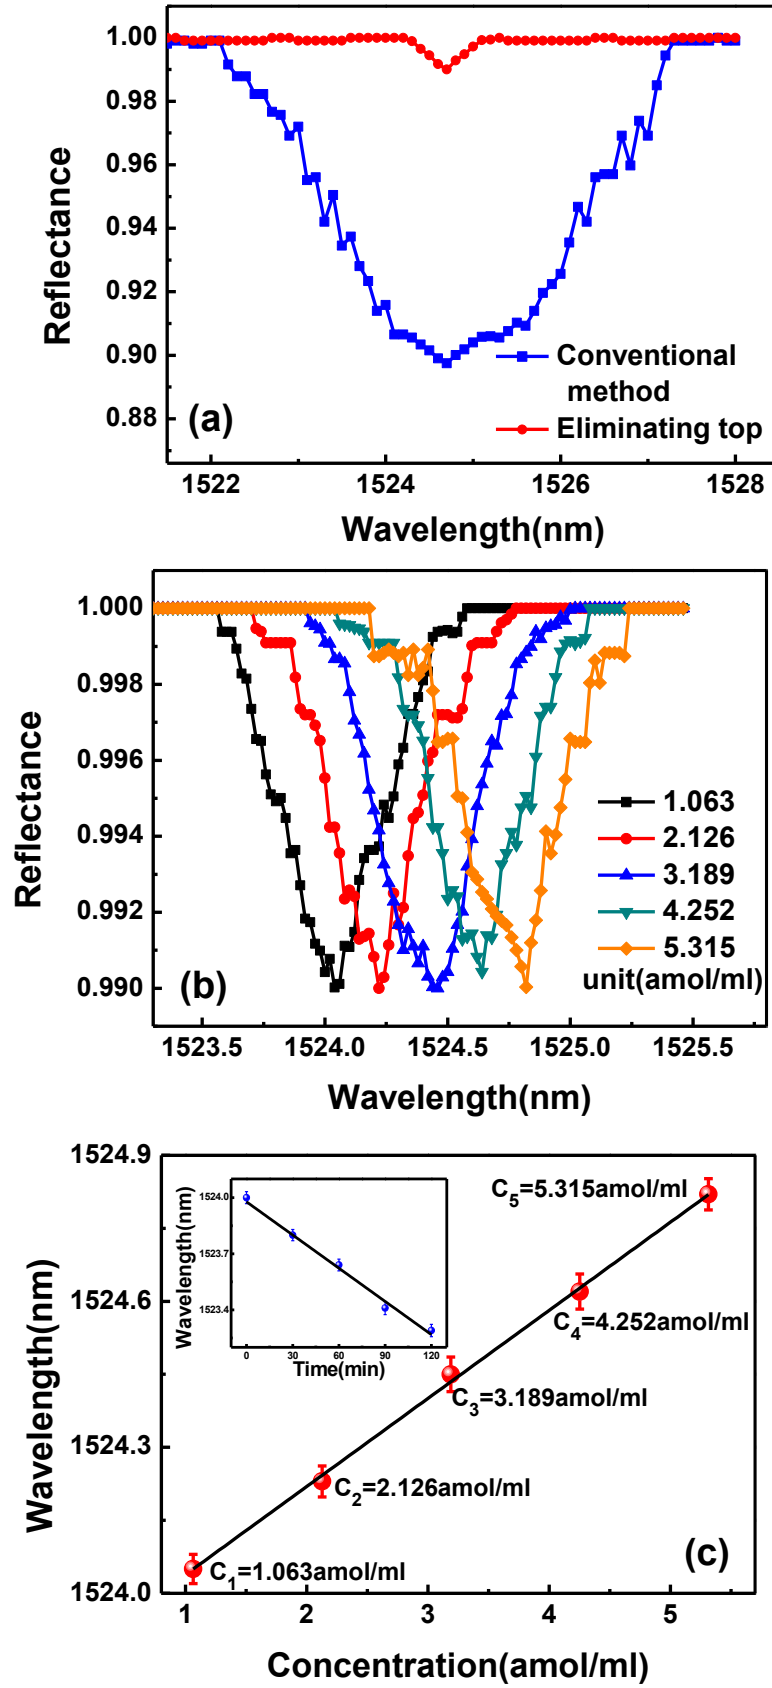 1.00
0.98
0.96
0.94
0.92
0.90
0.88
Reflectance
(a)
Conventional
method
Eliminating top
1522
1524
1526
1528
Wavelength(nm)
1.000
0.998
0.996
0.994
0.992
0.990
Reflectance
1.063
2.126
3.189
4.252
5.315
unit(amol/ml)
(b)
1523.5
1524.0
1524.5
1525.0
1525.5
Wavelength(nm)
1524.9
1524.6
1524.3
1524.0
Wavelength(nm)
1524.0
1523.7
1523.4
Wavelength(nm)
0
30
60
90
120
Time(min)
C5=5.315amol/ml
C4=4.252amol/ml
C3=3.189amol/ml
C2=2.126amol/ml
C1=1.063amol/ml
(c)
1
2
3
4
5
Concentration(amol/ml)